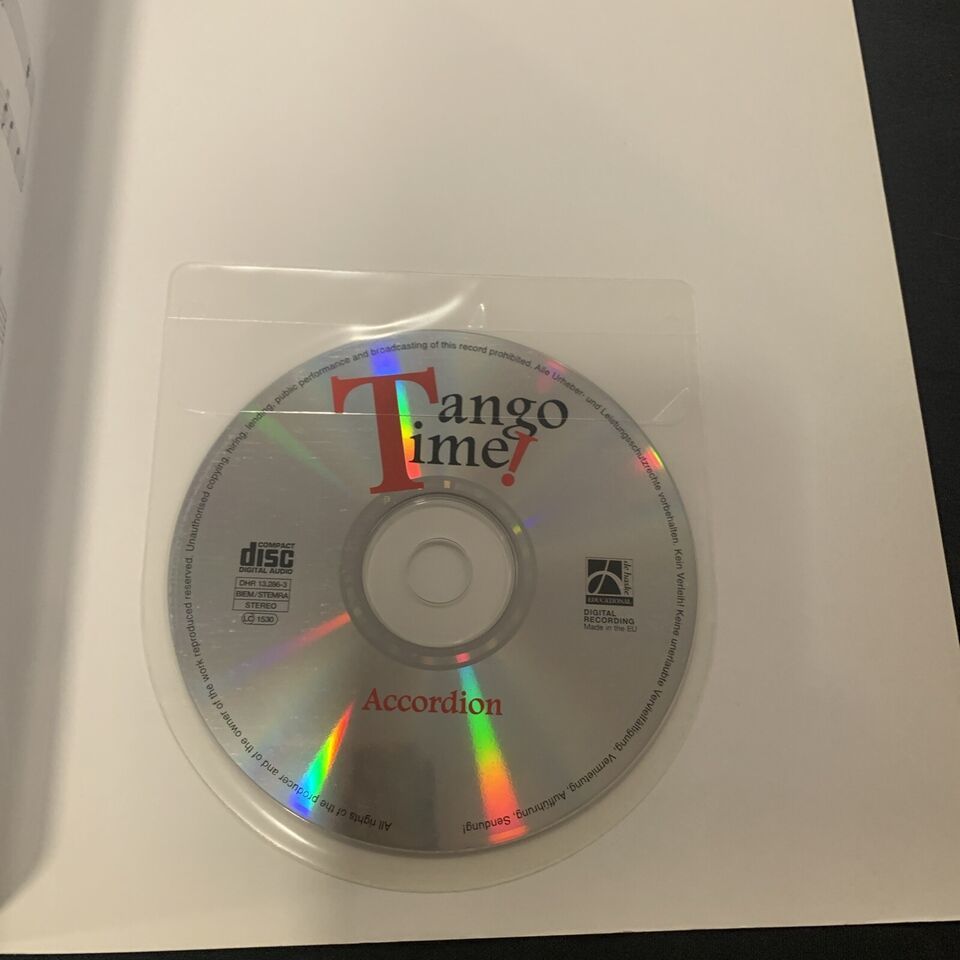 Tango
Time!
COMPACT
disc
DIGITAL AUDIO
DHR 13.286-3
BIEM/STEMRA
STEREO
LC 1530
de haske
EDUCATIONAL
DIGITAL
RECORDING
Made in the EU
Accordion
All rights of the producer and of the owner of the work reproduced reserved. Unauthorised copying, hiring, lending, public performance and broadcasting of this record prohibited. Alle Urheber- und Leistungsschutzrechte vorbehalten. Kein Verleih! Keine unerlaubte Vervielfältigung, Vermietung, Aufführung, Sendung!